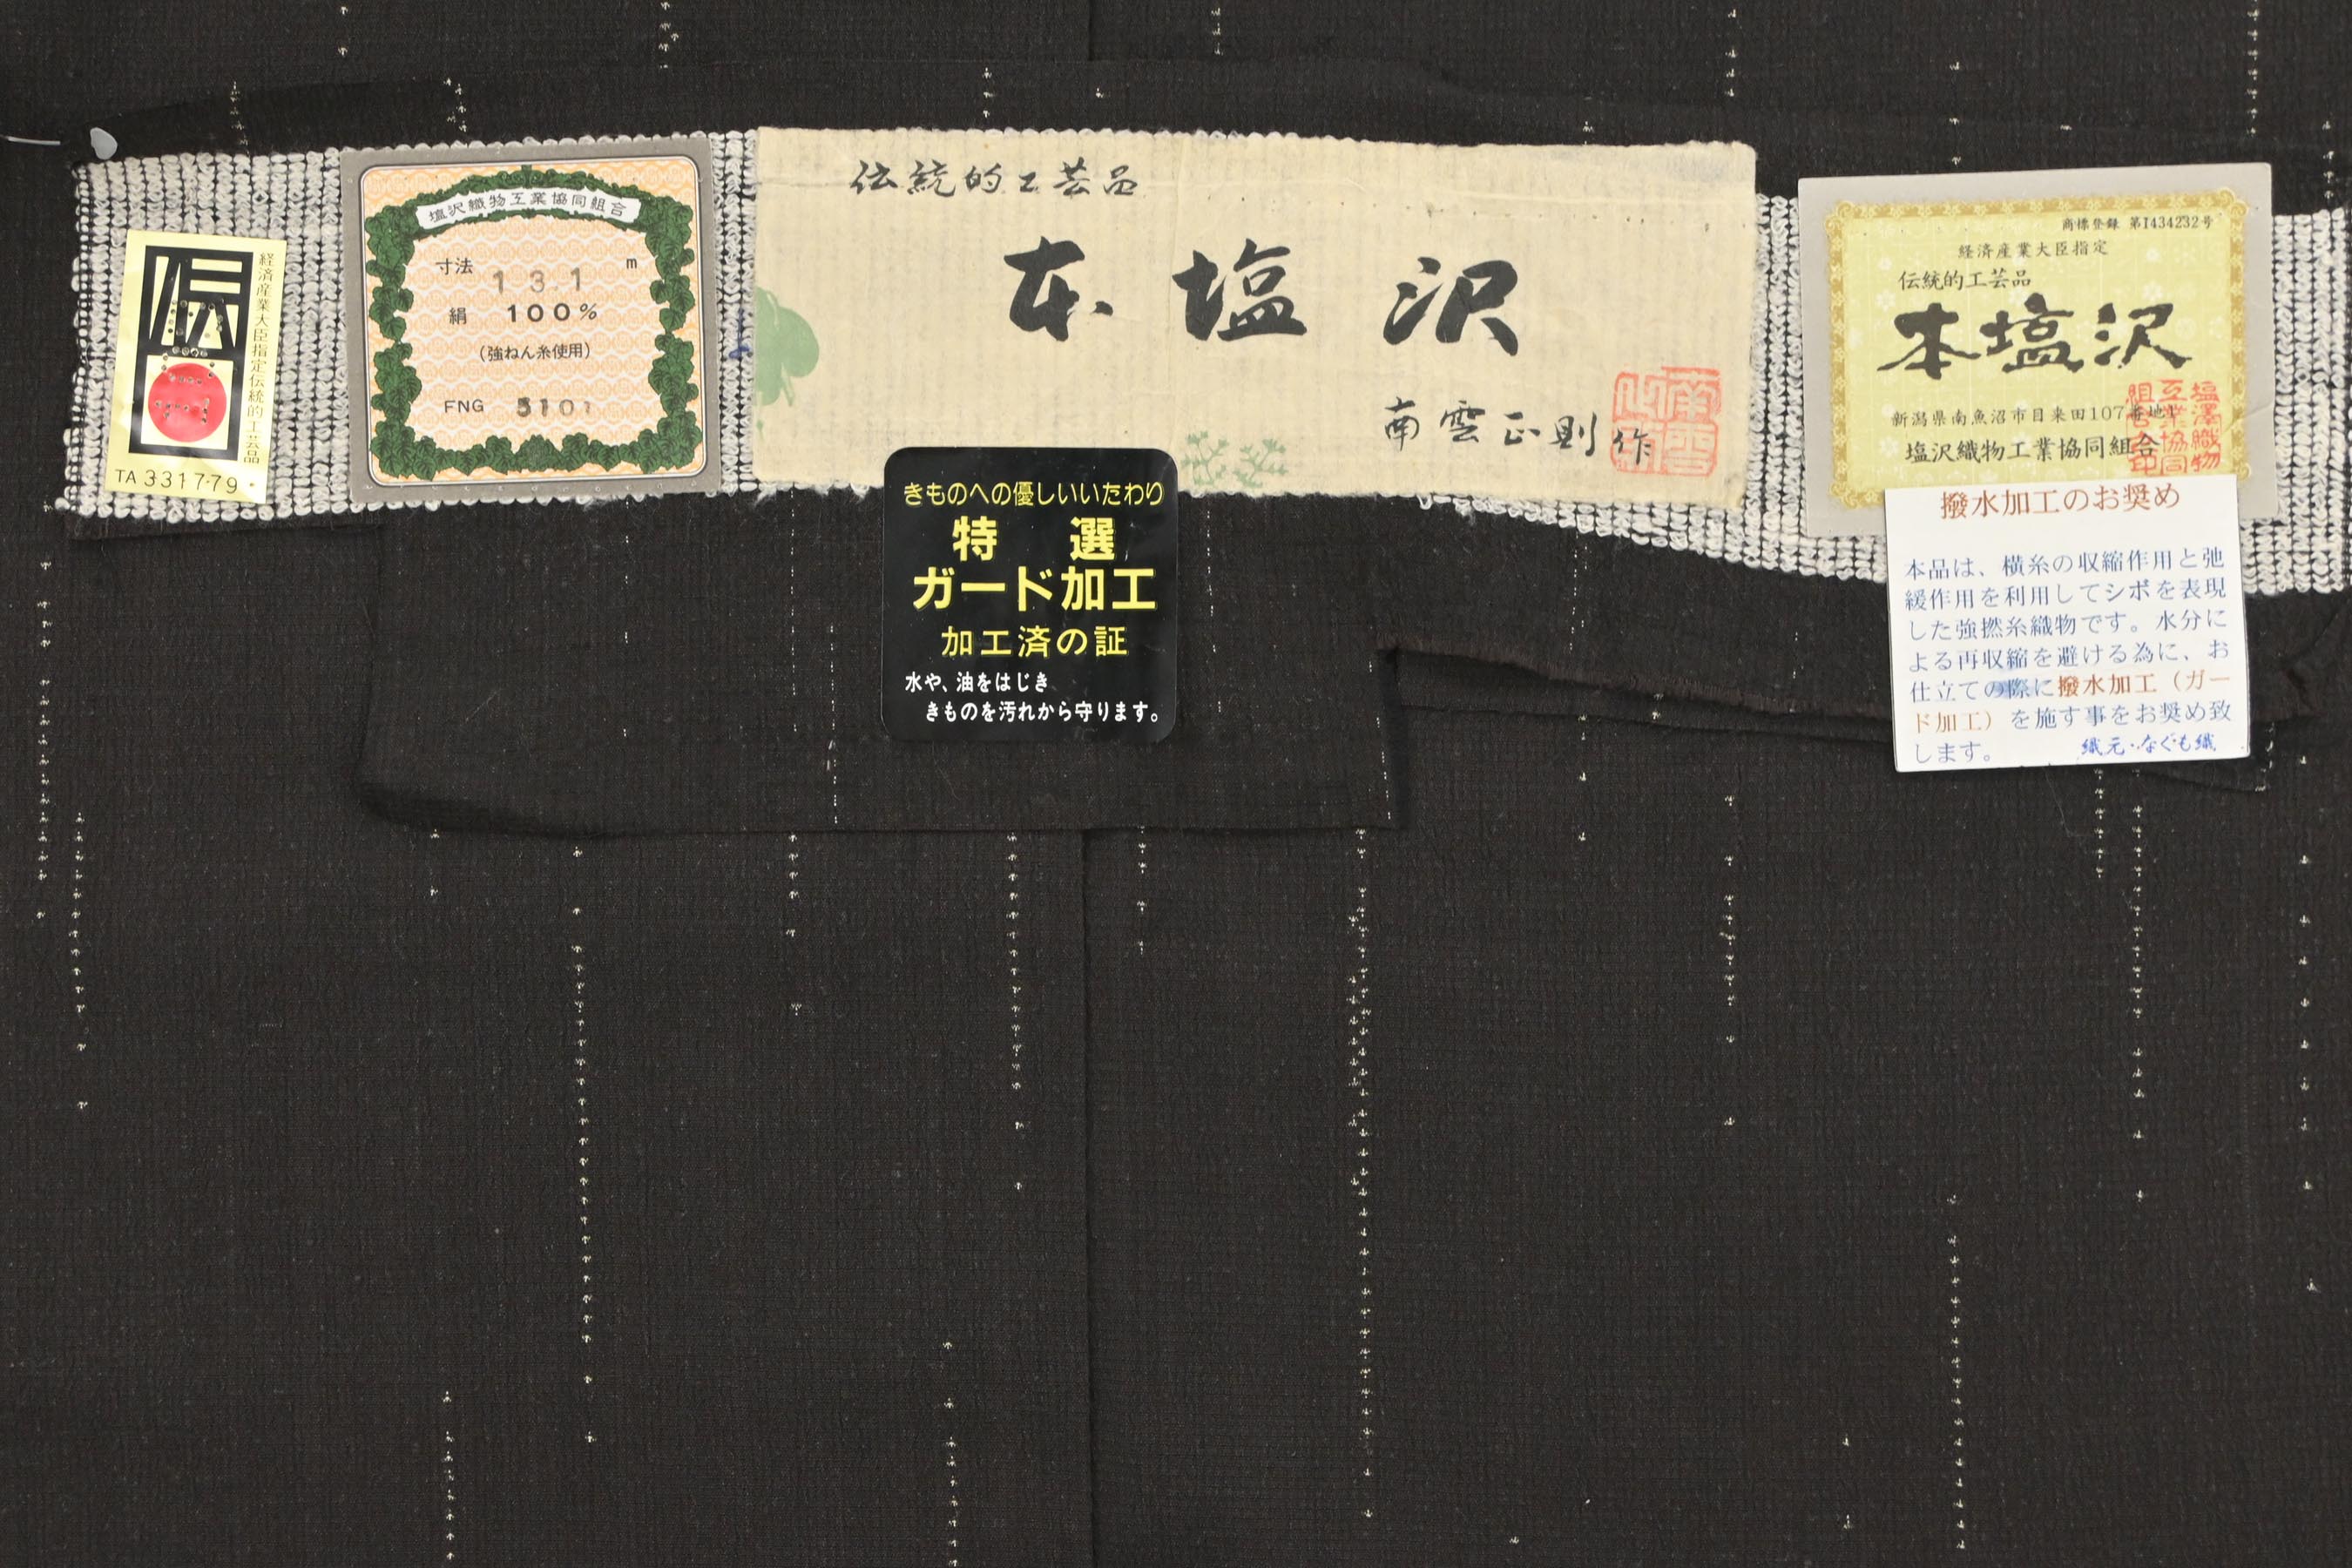 伝
経済産業大臣指定伝統的工芸品
TA 331779
塩沢織物工業協同組合
寸法 13.1 m
絹 100%
(強ねん糸使用)
FNG 5101
伝統的工芸品
本塩沢
南雲正則作
きものへの優しいいたわり
特選
ガード加工
加工済の証
水や、油をはじき
きものを汚れから守ります。
商標登録 第1434232号
経済産業大臣指定
伝統的工芸品
本塩沢
新潟県南魚沼市目来田107番地1
塩沢織物工業協同組合
塩澤織物
工業協同
組合印
撥水加工のお奨め
本品は、横糸の収縮作用と弛
緩作用を利用してシボを表現
した強撚糸織物です。水分に
よる再収縮を避ける為に、お
仕立ての際に撥水加工（ガー
ド加工）を施す事をお奨め致
します。 織元・なぐも織